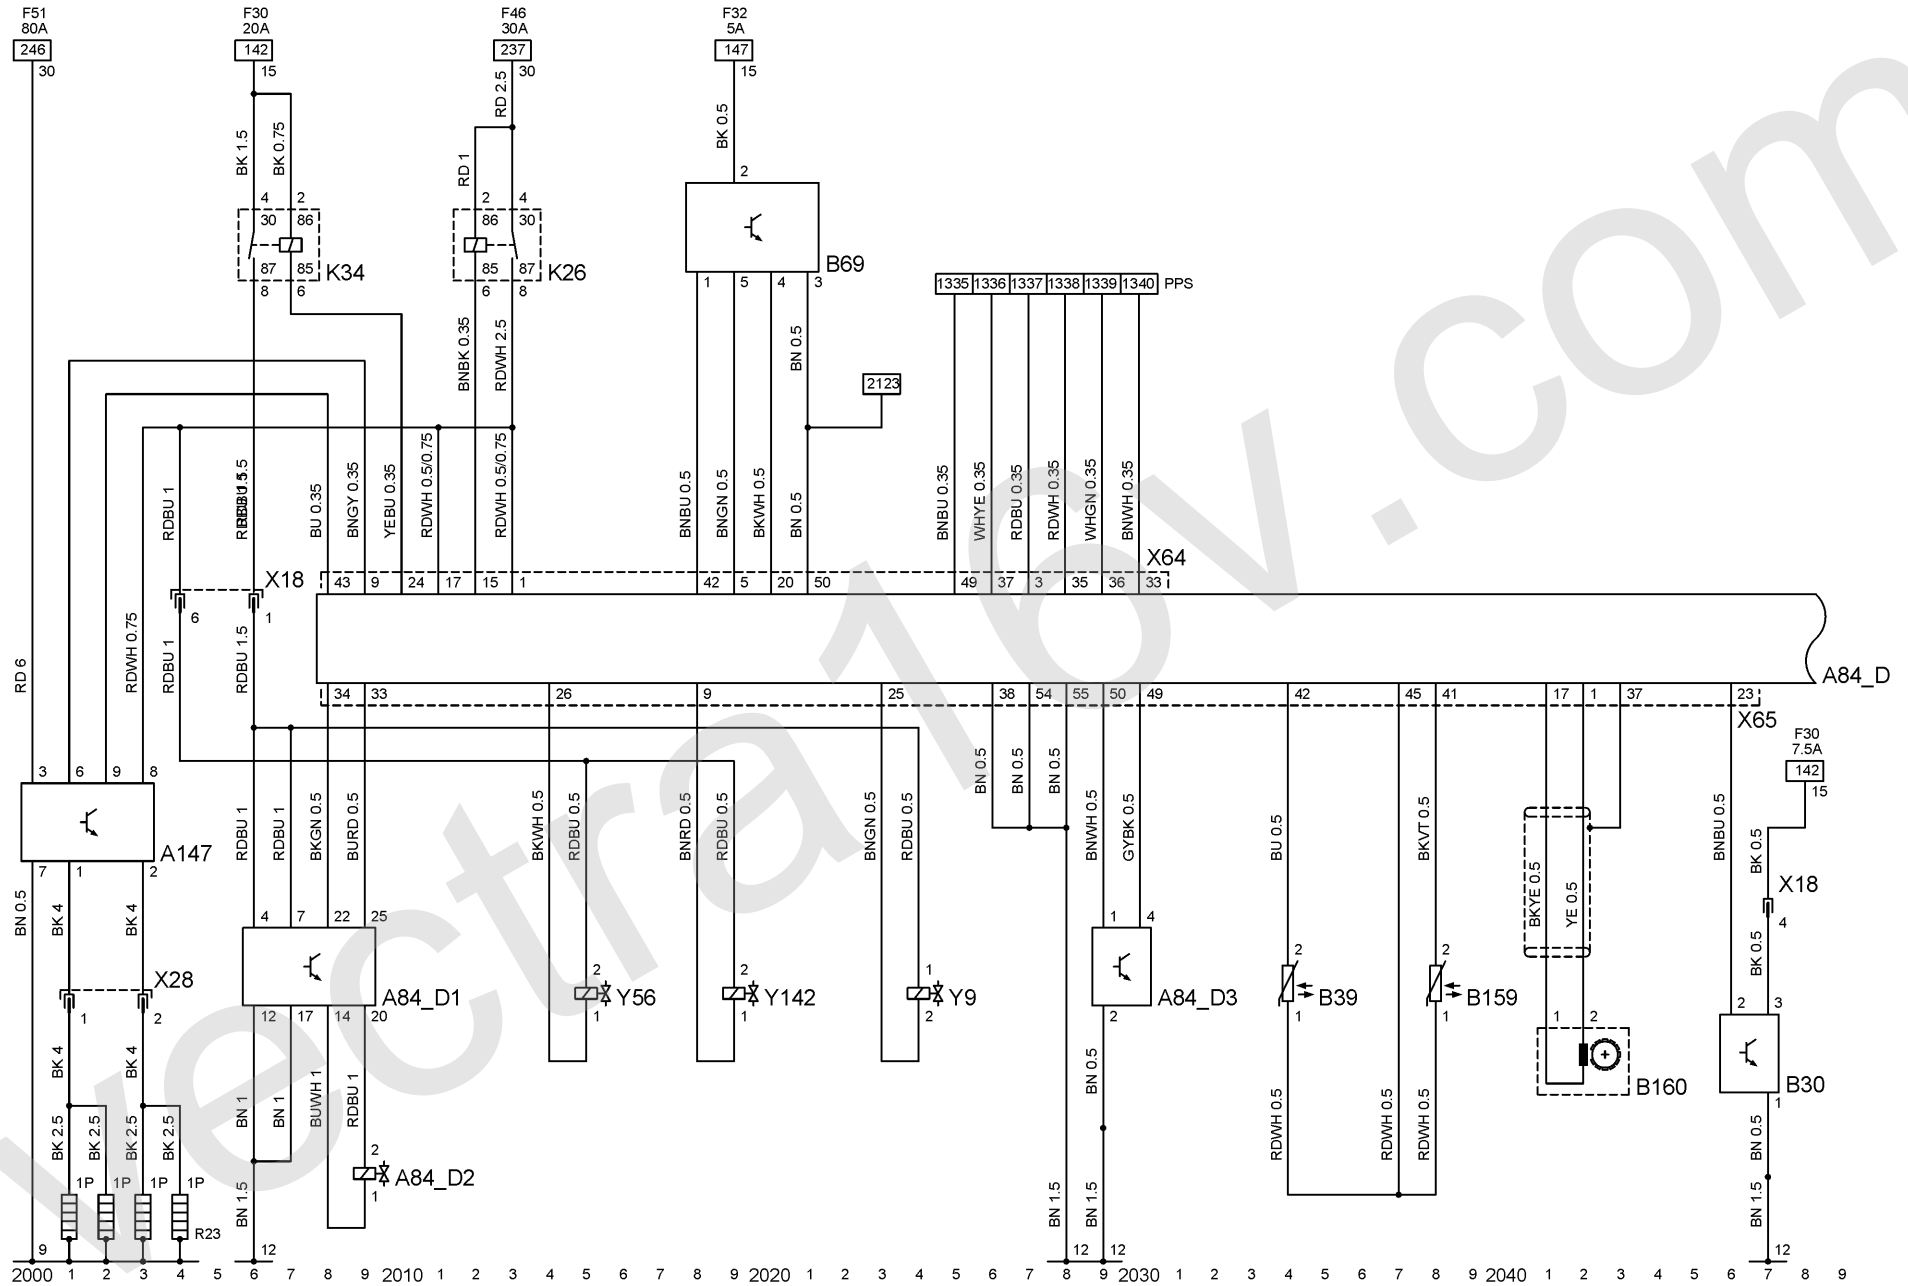 F51 F30 F46 F32
80A 20A 30A 5A
246 142 237 147
30 15 30 15
RD 2.5
BK 1.5 BK 0.75 RD 1 BK 0.5
2
4 2 2 4
30 86 86 30
87 85 K34 85 87 K26 B69
8 6 6 8 1 5 4 3
1335 1336 1337 1338 1339 1340 PPS
BNBK 0.35 RDWH 2.5 BN 0.5
2123
RDBU 1 BU 0.35 BNGY 0.35 YEBU 0.35 RDWH 0.5/0.75 RDWH 0.5/0.75 BNBU 0.5 BNGN 0.5 BKWH 0.5 BN 0.5 BNBU 0.35 WHYE 0.35 RDBU 0.35 RDWH 0.35 WHGN 0.35 BNWH 0.35
X18 X64
43 9 24 17 15 1 42 5 20 50 49 37 3 35 36 33
6 1
RD 6 RDWH 0.75 RDBU 1 RDBU 1.5
A84_D
34 33 26 9 25 38 54 55 50 49 42 45 41 17 1 37 23
X65
F30
7.5A
142
15
3 6 9 8
BN 0.5 BN 0.5 BN 0.5
RDBU 1 RDBU 1 BKGN 0.5 BURD 0.5 BKWH 0.5 RDBU 0.5 BNRD 0.5 RDBU 0.5 BNGN 0.5 RDBU 0.5 BNWH 0.5 GYBK 0.5 BU 0.5 BKVT 0.5 BNBU 0.5 BK 0.5
A147
7 1 2
X18
BN 0.5 BK 4 BK 4 BKYE 0.5 YE 0.5
4 7 22 25 1 4 4
2 2 BK 0.5
X28 2 2 1
A84_D1 Y56 Y142 Y9 A84_D3 B39 B159
1 2 12 17 14 20 1 1 2 2 1 1 1 2 2 3
BK 4 BK 4 BN 0.5
B160 B30
BN 1 BN 1 BUWH 1 RDBU 1 RDWH 0.5 RDWH 0.5 RDWH 0.5 1
BK 2.5 BK 2.5 BK 2.5 BK 2.5 BN 0.5
2
A84_D2
1P 1P 1P 1P 1
BN 1.5 BN 1.5 BN 1.5 BN 1.5
R23
9 12 12 12 12
2000 1 2 3 4 5 6 7 8 9 2010 1 2 3 4 5 6 7 8 9 2020 1 2 3 4 5 6 7 8 9 2030 1 2 3 4 5 6 7 8 9 2040 1 2 3 4 5 6 7 8 9
vectra16v.com